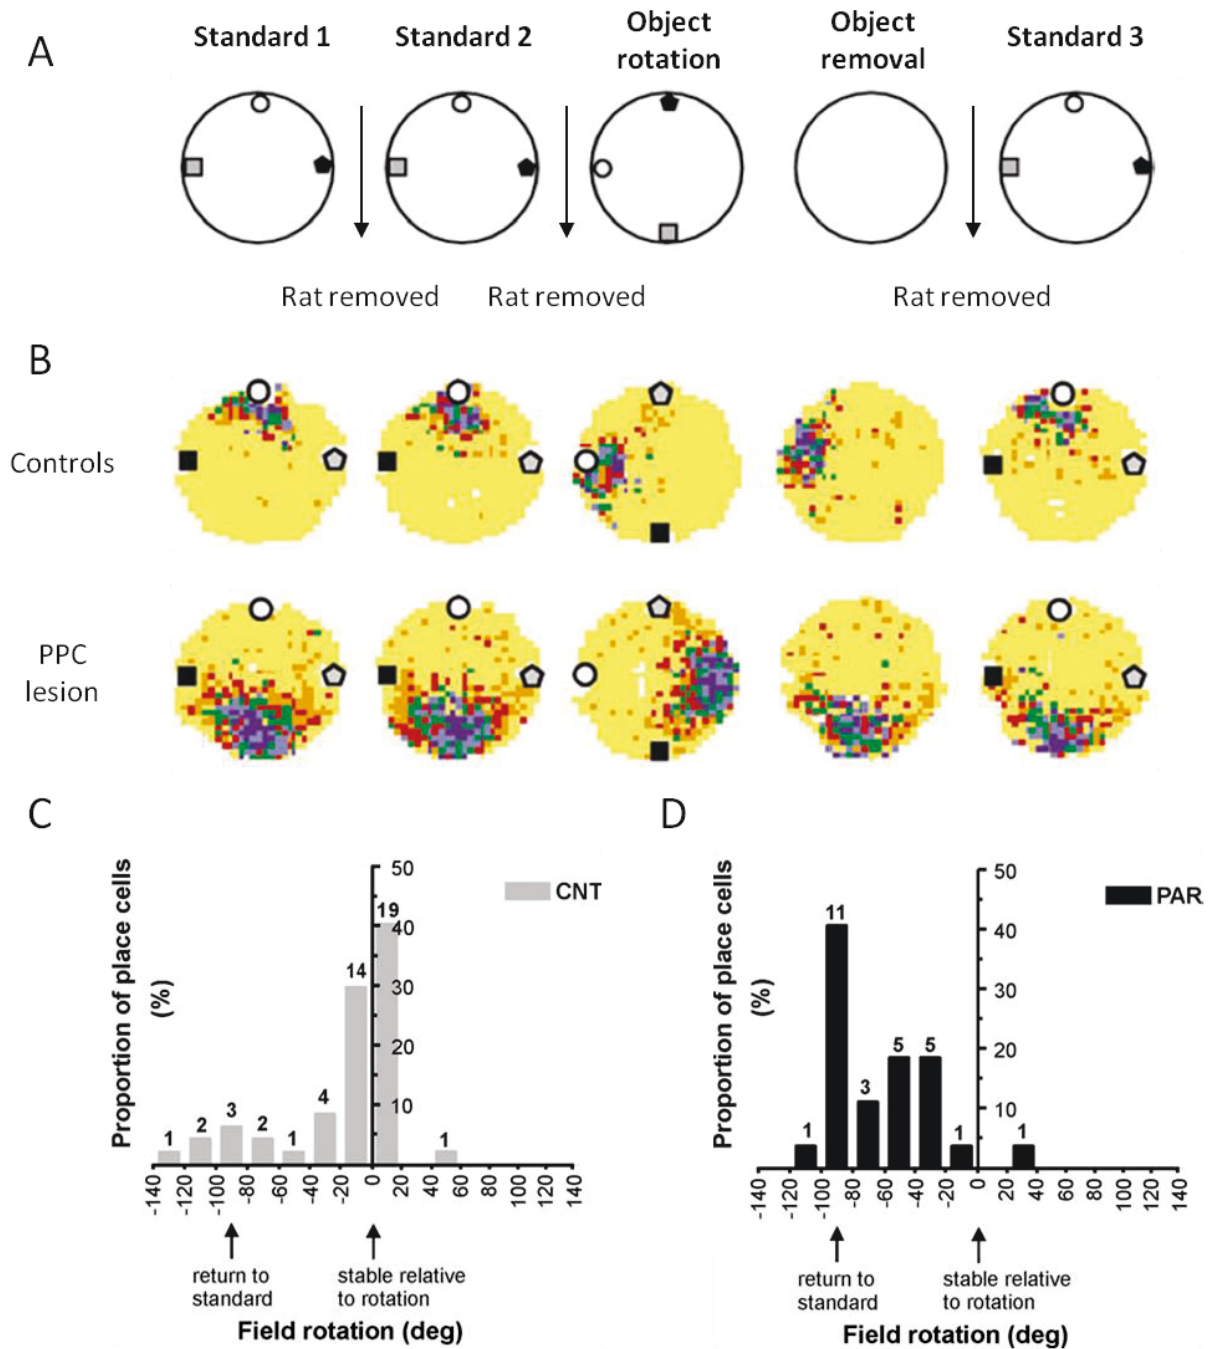 A
Standard 1
Standard 2
Object
rotation
Object
removal
Standard 3
Rat removed
Rat removed
Rat removed
B
Controls
PPC
lesion
C
Proportion of place cells
(%)
50
40
30
20
10
CNT
1
2
3
2
1
4
14
19
1
-140
-120
-100
-80
-60
-40
-20
0
20
40
60
80
100
120
140
return to
standard
stable relative
to rotation
Field rotation (deg)
D
Proportion of place cells
(%)
50
40
30
20
10
PAR
1
11
3
5
5
1
1
-140
-120
-100
-80
-60
-40
-20
0
20
40
60
80
100
120
140
return to
standard
stable relative
to rotation
Field rotation (deg)